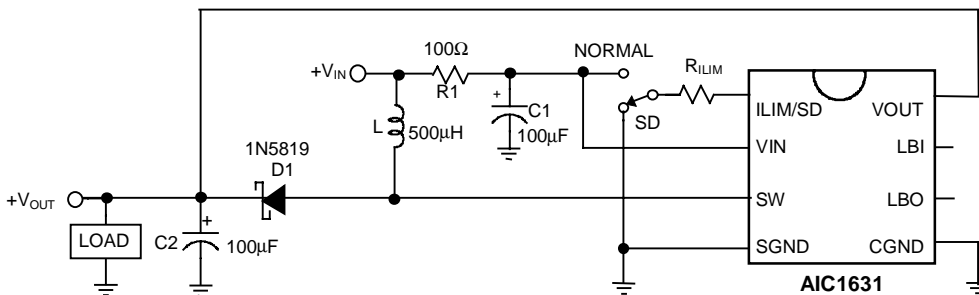 100Ω
NORMAL
+VIN
R1
RILIM
+
C1
100μF
SD
L
500μH
ILIM/SD
VOUT
VIN
LBI
1N5819
D1
+VOUT
SW
LBO
LOAD
C2
+
100μF
SGND
CGND
AIC1631